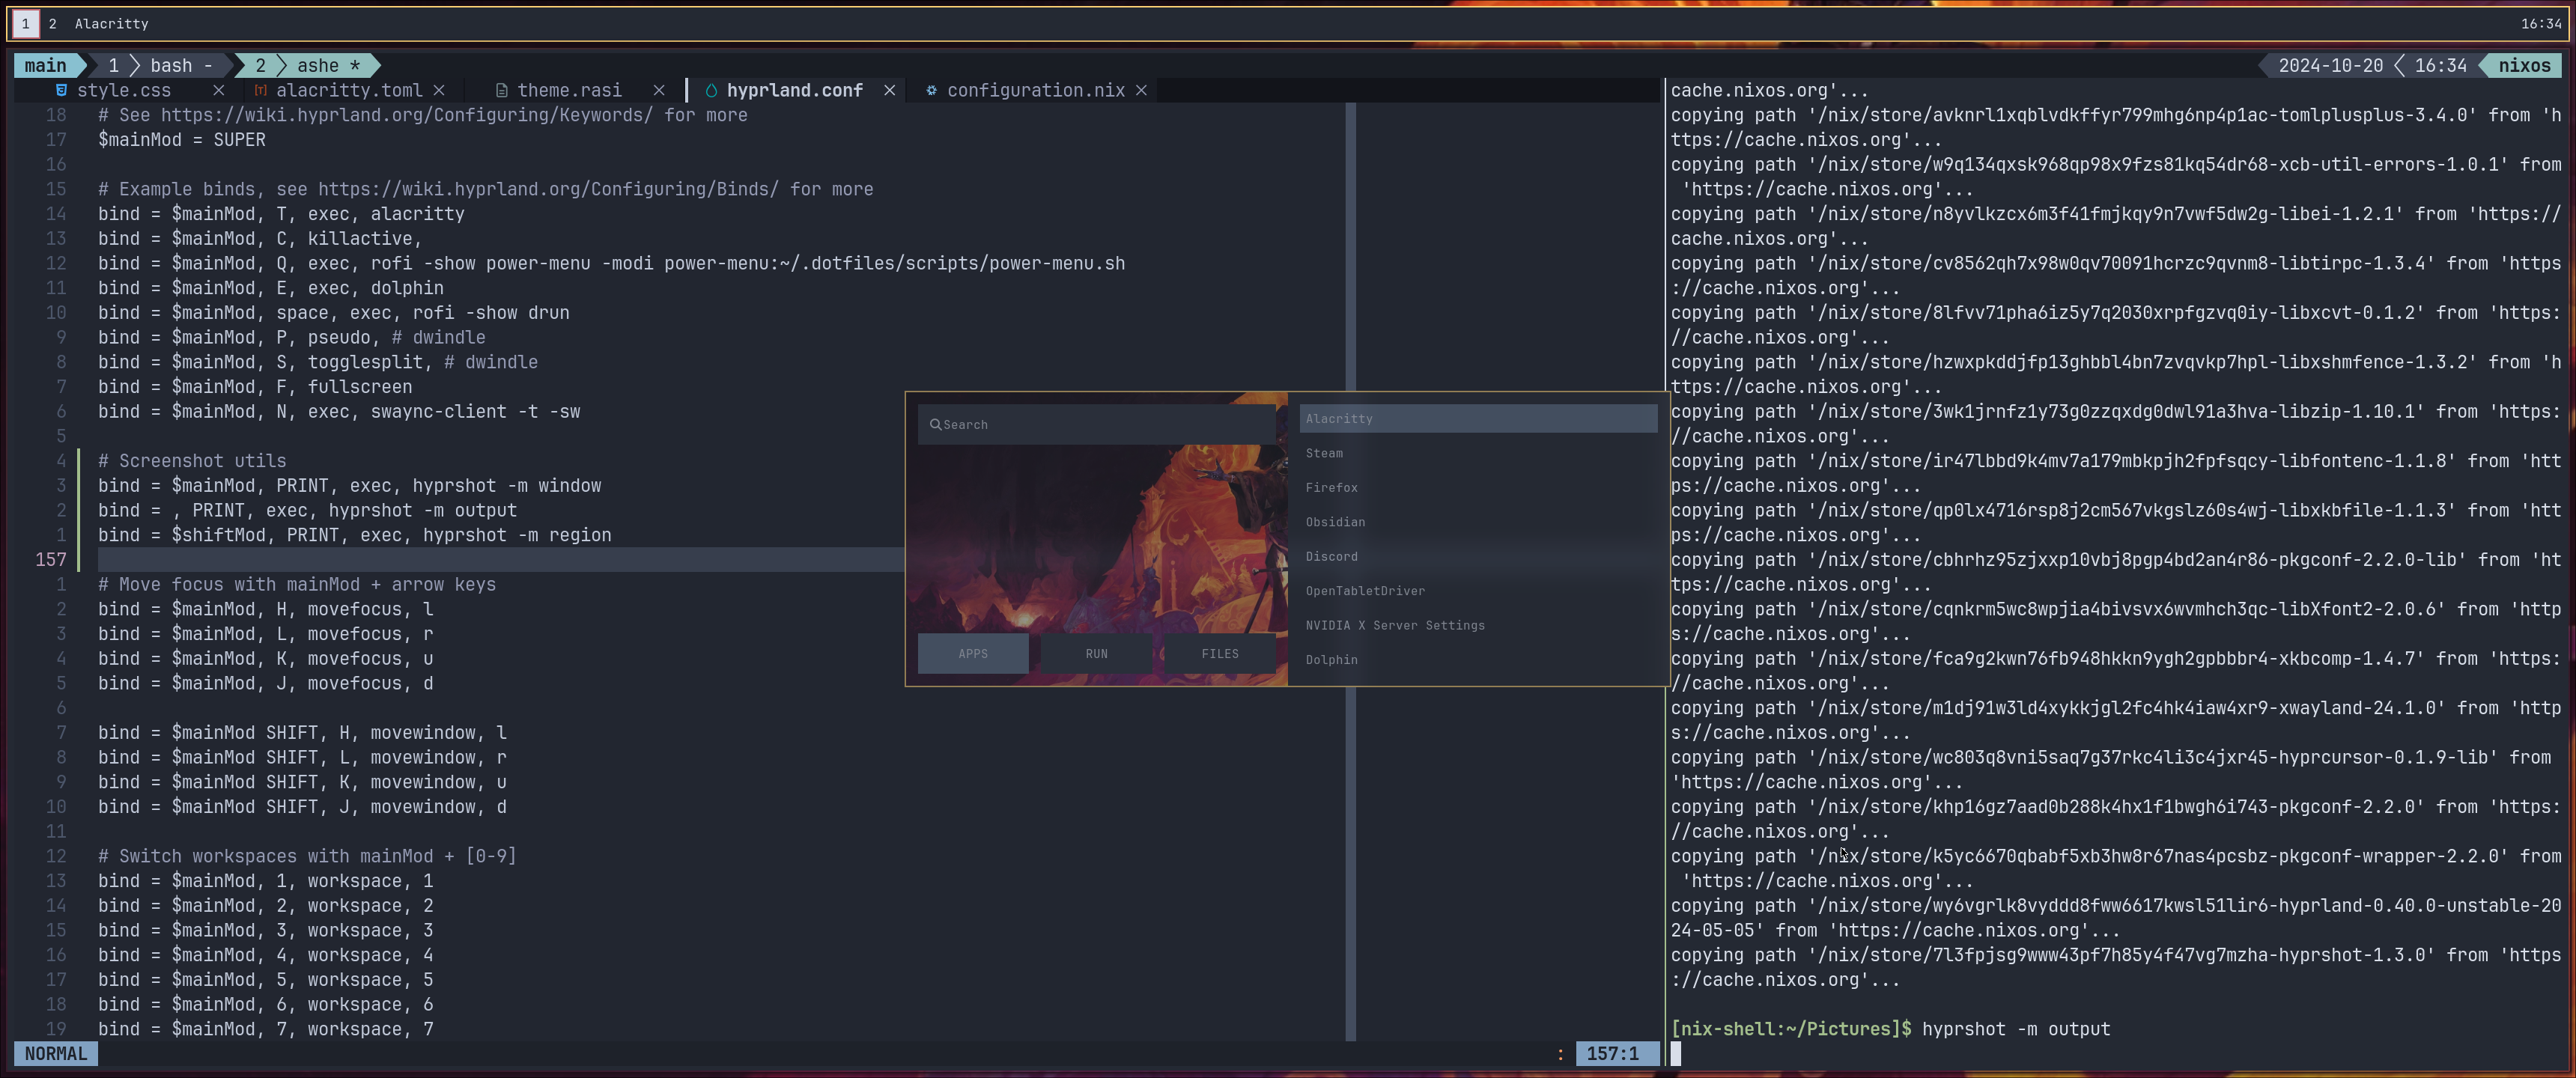 1 2 Alacritty 16:34
main 1 bash - 2 ashe * 2024-10-20 16:34 nixos
style.css alacritty.toml theme.rasi hyprland.conf configuration.nix
18 # See https://wiki.hyprland.org/Configuring/Keywords/ for more
17 $mainMod = SUPER
16
15 # Example binds, see https://wiki.hyprland.org/Configuring/Binds/ for more
14 bind = $mainMod, T, exec, alacritty
13 bind = $mainMod, C, killactive,
12 bind = $mainMod, Q, exec, rofi -show power-menu -modi power-menu:~/.dotfiles/scripts/power-menu.sh
11 bind = $mainMod, E, exec, dolphin
10 bind = $mainMod, space, exec, rofi -show drun
9 bind = $mainMod, P, pseudo, # dwindle
8 bind = $mainMod, S, togglesplit, # dwindle
7 bind = $mainMod, F, fullscreen
6 bind = $mainMod, N, exec, swaync-client -t -sw
5
4 # Screenshot utils
3 bind = $mainMod, PRINT, exec, hyprshot -m window
2 bind = , PRINT, exec, hyprshot -m output
1 bind = $shiftMod, PRINT, exec, hyprshot -m region
157
1 # Move focus with mainMod + arrow keys
2 bind = $mainMod, H, movefocus, l
3 bind = $mainMod, L, movefocus, r
4 bind = $mainMod, K, movefocus, u
5 bind = $mainMod, J, movefocus, d
6
7 bind = $mainMod SHIFT, H, movewindow, l
8 bind = $mainMod SHIFT, L, movewindow, r
9 bind = $mainMod SHIFT, K, movewindow, u
10 bind = $mainMod SHIFT, J, movewindow, d
11
12 # Switch workspaces with mainMod + [0-9]
13 bind = $mainMod, 1, workspace, 1
14 bind = $mainMod, 2, workspace, 2
15 bind = $mainMod, 3, workspace, 3
16 bind = $mainMod, 4, workspace, 4
17 bind = $mainMod, 5, workspace, 5
18 bind = $mainMod, 6, workspace, 6
19 bind = $mainMod, 7, workspace, 7
NORMAL : 157:1
Search
APPS RUN FILES
Alacritty
Steam
Firefox
Obsidian
Discord
OpenTabletDriver
NVIDIA X Server Settings
Dolphin
cache.nixos.org'...
copying path '/nix/store/avknrl1xqblvdkffyr799mhg6np4p1ac-tomlplusplus-3.4.0' from 'h
ttps://cache.nixos.org'...
copying path '/nix/store/w9q134qxsk968qp98x9fzs81kq54dr68-xcb-util-errors-1.0.1' from
'https://cache.nixos.org'...
copying path '/nix/store/n8yvlkzcx6m3f41fmjkqy9n7vwf5dw2g-libei-1.2.1' from 'https://
cache.nixos.org'...
copying path '/nix/store/cv8562qh7x98w0qv70091hcrzc9qvnm8-libtirpc-1.3.4' from 'https
://cache.nixos.org'...
copying path '/nix/store/8lfvv71pha6iz5y7q2030xrpfgzvq0iy-libxcvt-0.1.2' from 'https:
//cache.nixos.org'...
copying path '/nix/store/hzwxpkddjfp13ghbbl4bn7zvqvkp7hpl-libxshmfence-1.3.2' from 'h
ttps://cache.nixos.org'...
copying path '/nix/store/3wk1jrnfz1y73g0zzqxdg0dwl91a3hva-libzip-1.10.1' from 'https:
//cache.nixos.org'...
copying path '/nix/store/ir47lbbd9k4mv7a179mbkpjh2fpfsqcy-libfontenc-1.1.8' from 'htt
ps://cache.nixos.org'...
copying path '/nix/store/qp0lx4716rsp8j2cm567vkgslz60s4wj-libxkbfile-1.1.3' from 'htt
ps://cache.nixos.org'...
copying path '/nix/store/cbhrhz95zjxxp10vbj8pgp4bd2an4r86-pkgconf-2.2.0-lib' from 'ht
tps://cache.nixos.org'...
copying path '/nix/store/cqnkrm5wc8wpjia4bivsvx6wvmhch3qc-libXfont2-2.0.6' from 'http
s://cache.nixos.org'...
copying path '/nix/store/fca9g2kwn76fb948hkkn9ygh2gpbbbr4-xkbcomp-1.4.7' from 'https:
//cache.nixos.org'...
copying path '/nix/store/m1dj91w3ld4xykkjgl2fc4hk4iaw4xr9-xwayland-24.1.0' from 'http
s://cache.nixos.org'...
copying path '/nix/store/wc803q8vni5saq7g37rkc4li3c4jxr45-hyprcursor-0.1.9-lib' from
'https://cache.nixos.org'...
copying path '/nix/store/khp16gz7aad0b288k4hx1f1bwgh6i743-pkgconf-2.2.0' from 'https:
//cache.nixos.org'...
copying path '/nix/store/k5yc6670qbabf5xb3hw8r67nas4pcsbz-pkgconf-wrapper-2.2.0' from
'https://cache.nixos.org'...
copying path '/nix/store/wy6vgrlk8vyddd8fww6617kwsl51lir6-hyprland-0.40.0-unstable-20
24-05-05' from 'https://cache.nixos.org'...
copying path '/nix/store/7l3fpjsg9www43pf7h85y4f47vg7mzha-hyprshot-1.3.0' from 'https
://cache.nixos.org'...
[nix-shell:~/Pictures]$ hyprshot -m output